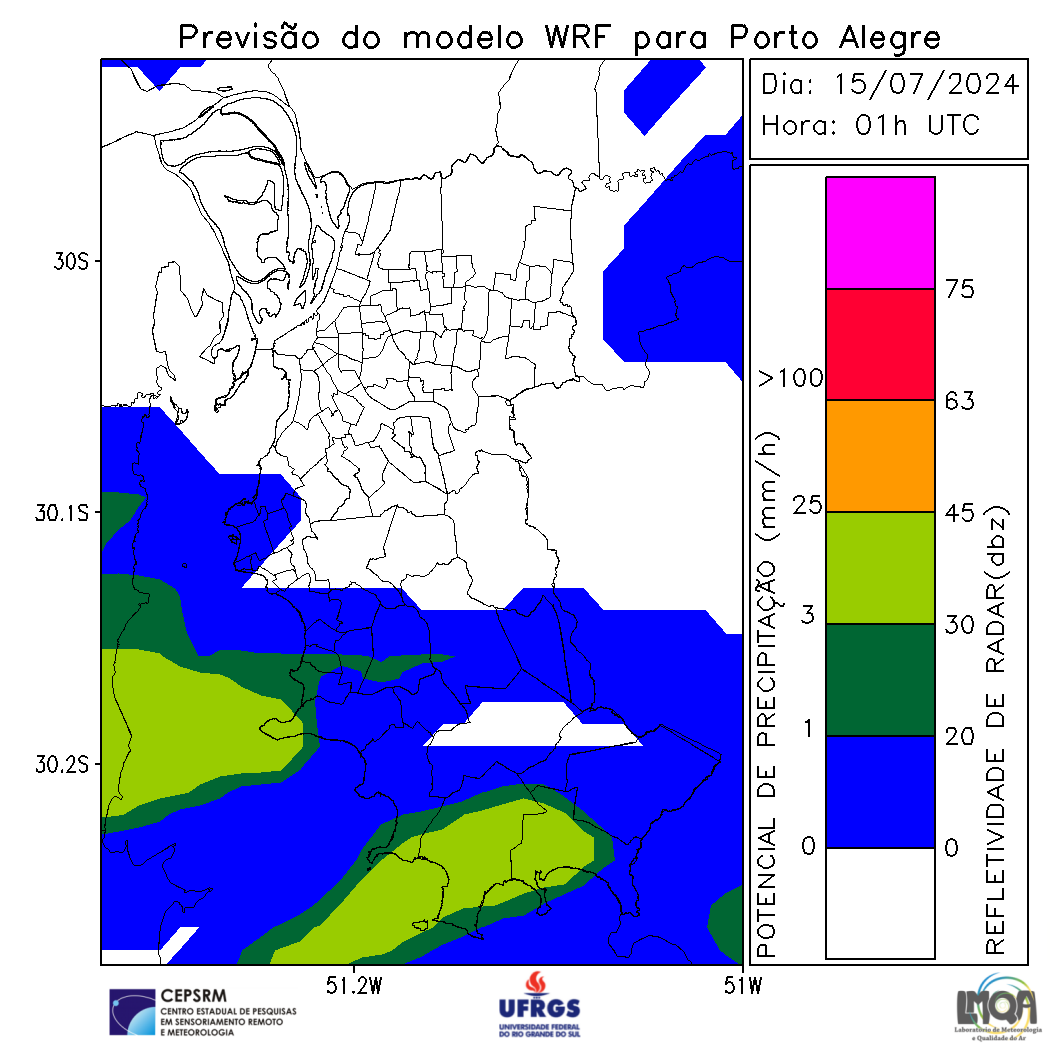 Previsão do modelo WRF para Porto Alegre
Dia: 15/07/2024
Hora: 01h UTC
30S
30.1S
30.2S
51.2W
51W
POTENCIAL DE PRECIPITAÇÃO (mm/h)
>100
25
3
1
0
75
63
45
30
20
0
REFLETIVIDADE DE RADAR(dbz)
CEPSRM
CENTRO ESTADUAL DE PESQUISAS
EM SENSORIAMENTO REMOTO
E METEOROLOGIA
UFRGS
UNIVERSIDADE FEDERAL
DO RIO GRANDE DO SUL
LMQA
Laboratório de Meteorologia
e Qualidade do Ar